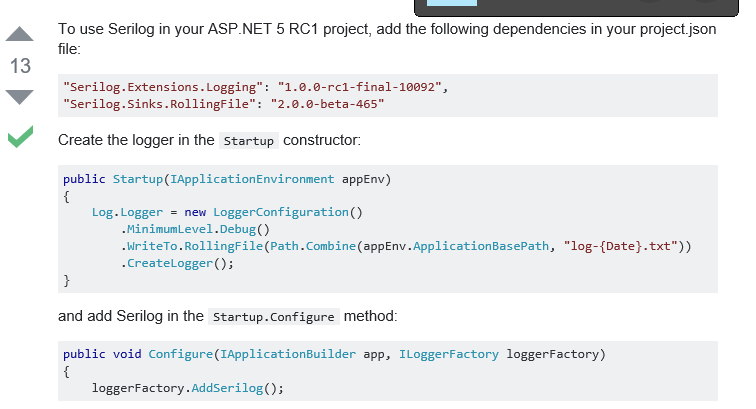 To use Serilog in your ASP.NET 5 RC1 project, add the following dependencies in your project.json
file:
13
"Serilog.Extensions.Logging": "1.0.0-rc1-final-10092",
"Serilog.Sinks.RollingFile": "2.0.0-beta-465"
Create the logger in the Startup constructor:
public Startup(IApplicationEnvironment appEnv)
{
    Log.Logger = new LoggerConfiguration()
        .MinimumLevel.Debug()
        .WriteTo.RollingFile(Path.Combine(appEnv.ApplicationBasePath, "log-{Date}.txt"))
        .CreateLogger();
}
and add Serilog in the Startup.Configure method:
public void Configure(IApplicationBuilder app, ILoggerFactory loggerFactory)
{
    loggerFactory.AddSerilog();